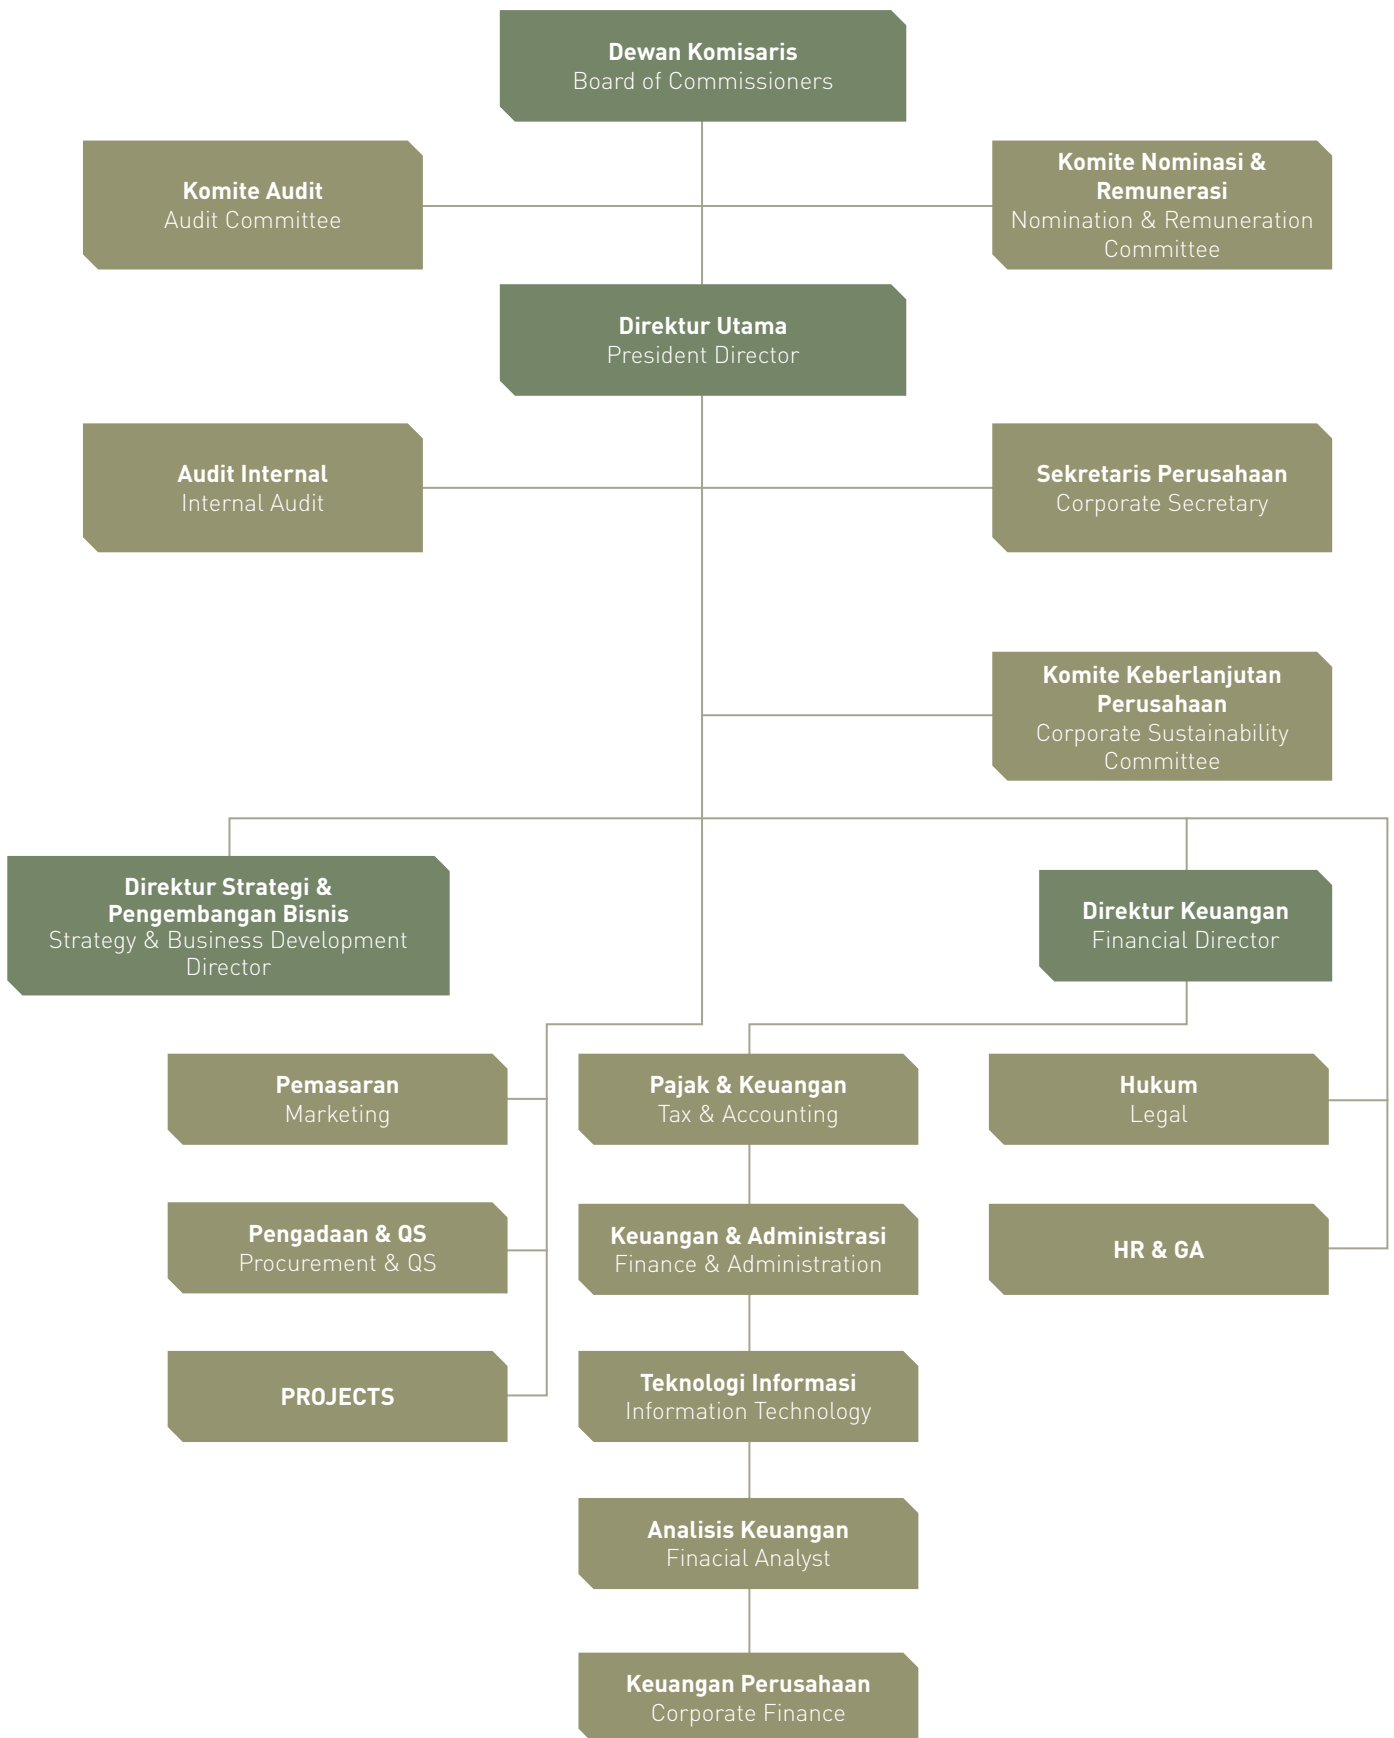 Dewan Komisaris
Board of Commissioners
Komite Audit
Audit Committee
Komite Nominasi &
Remunerasi
Nomination & Remuneration
Committee
Direktur Utama
President Director
Audit Internal
Internal Audit
Sekretaris Perusahaan
Corporate Secretary
Komite Keberlanjutan
Perusahaan
Corporate Sustainability
Committee
Direktur Strategi &
Pengembangan Bisnis
Strategy & Business Development
Director
Direktur Keuangan
Financial Director
Pemasaran
Marketing
Pajak & Keuangan
Tax & Accounting
Hukum
Legal
Pengadaan & QS
Procurement & QS
Keuangan & Administrasi
Finance & Administration
HR & GA
PROJECTS
Teknologi Informasi
Information Technology
Analisis Keuangan
Finacial Analyst
Keuangan Perusahaan
Corporate Finance